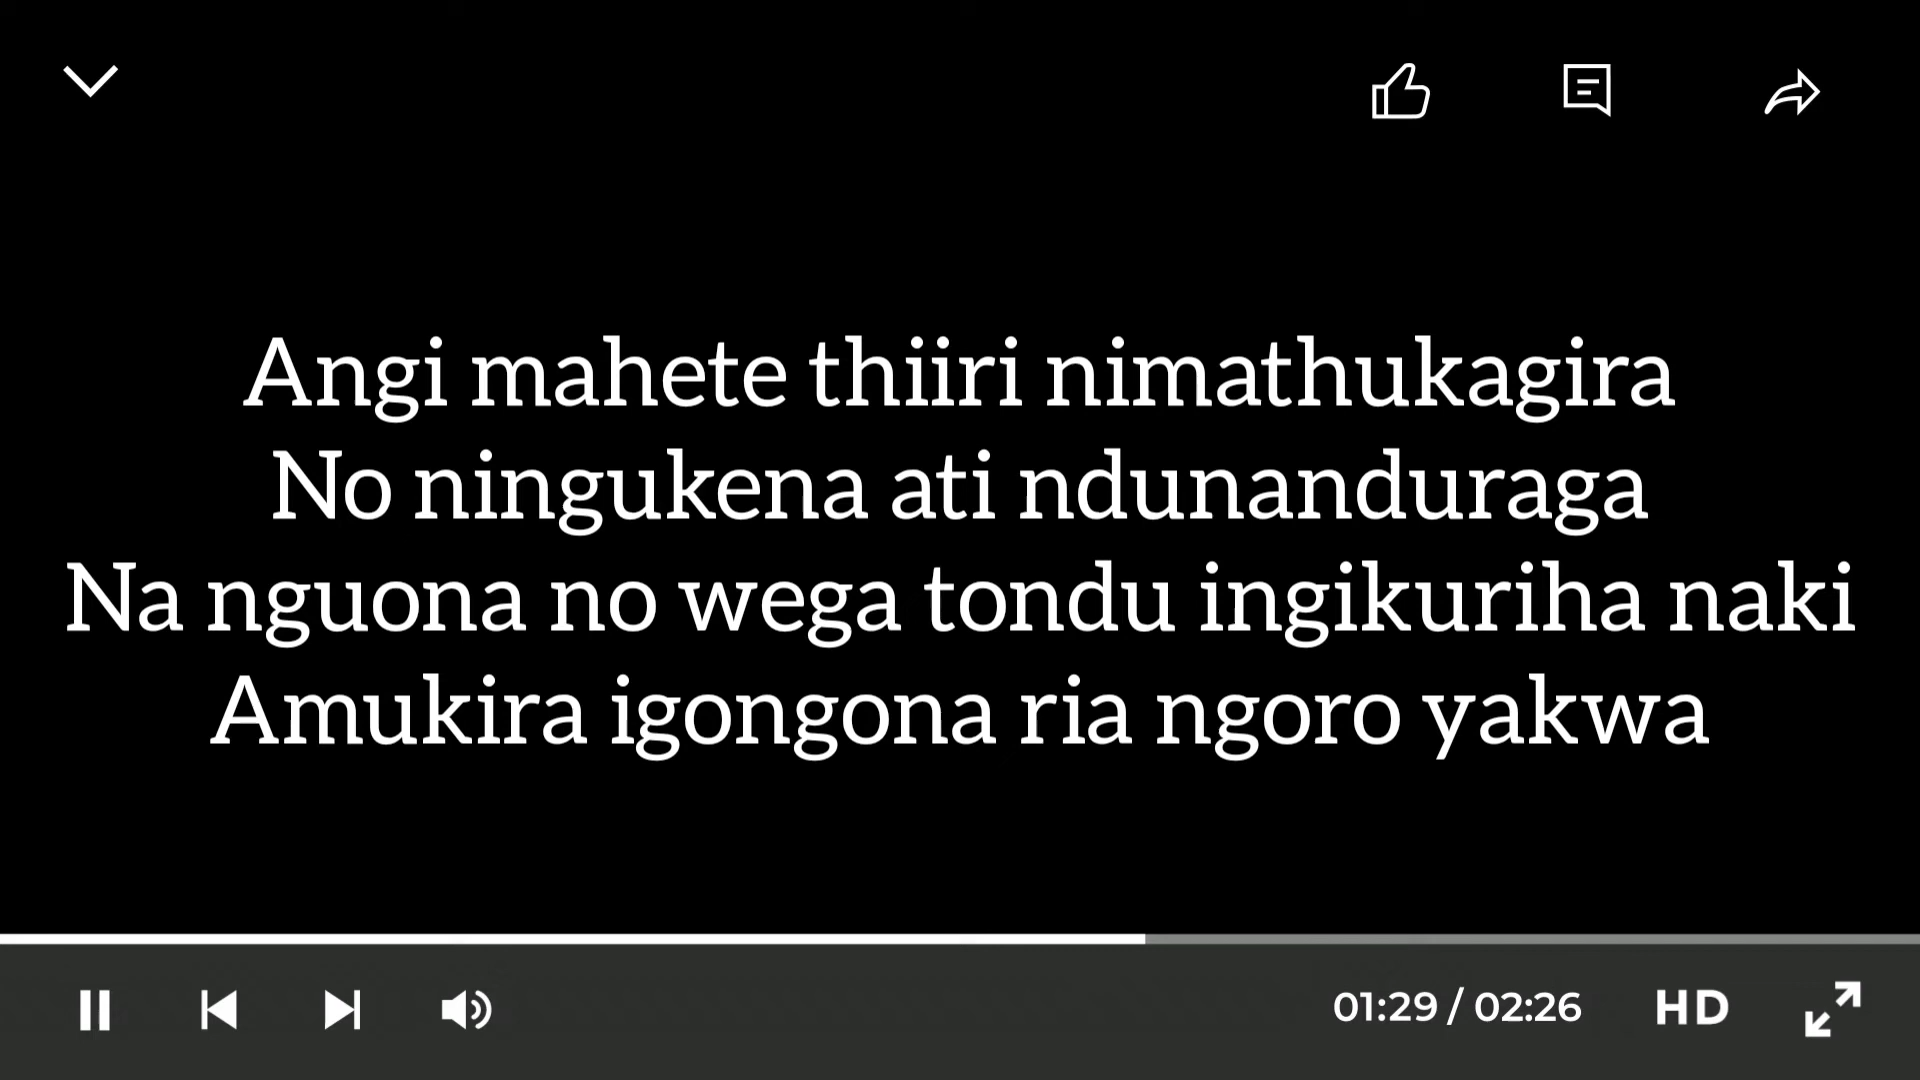 Angi mahete thiiri nimathukagira
No ningukena ati ndunanduraga
Na nguona no wega tondu ingikuriha naki
Amukira igongona ria ngoro yakwa
01:29 / 02:26 HD